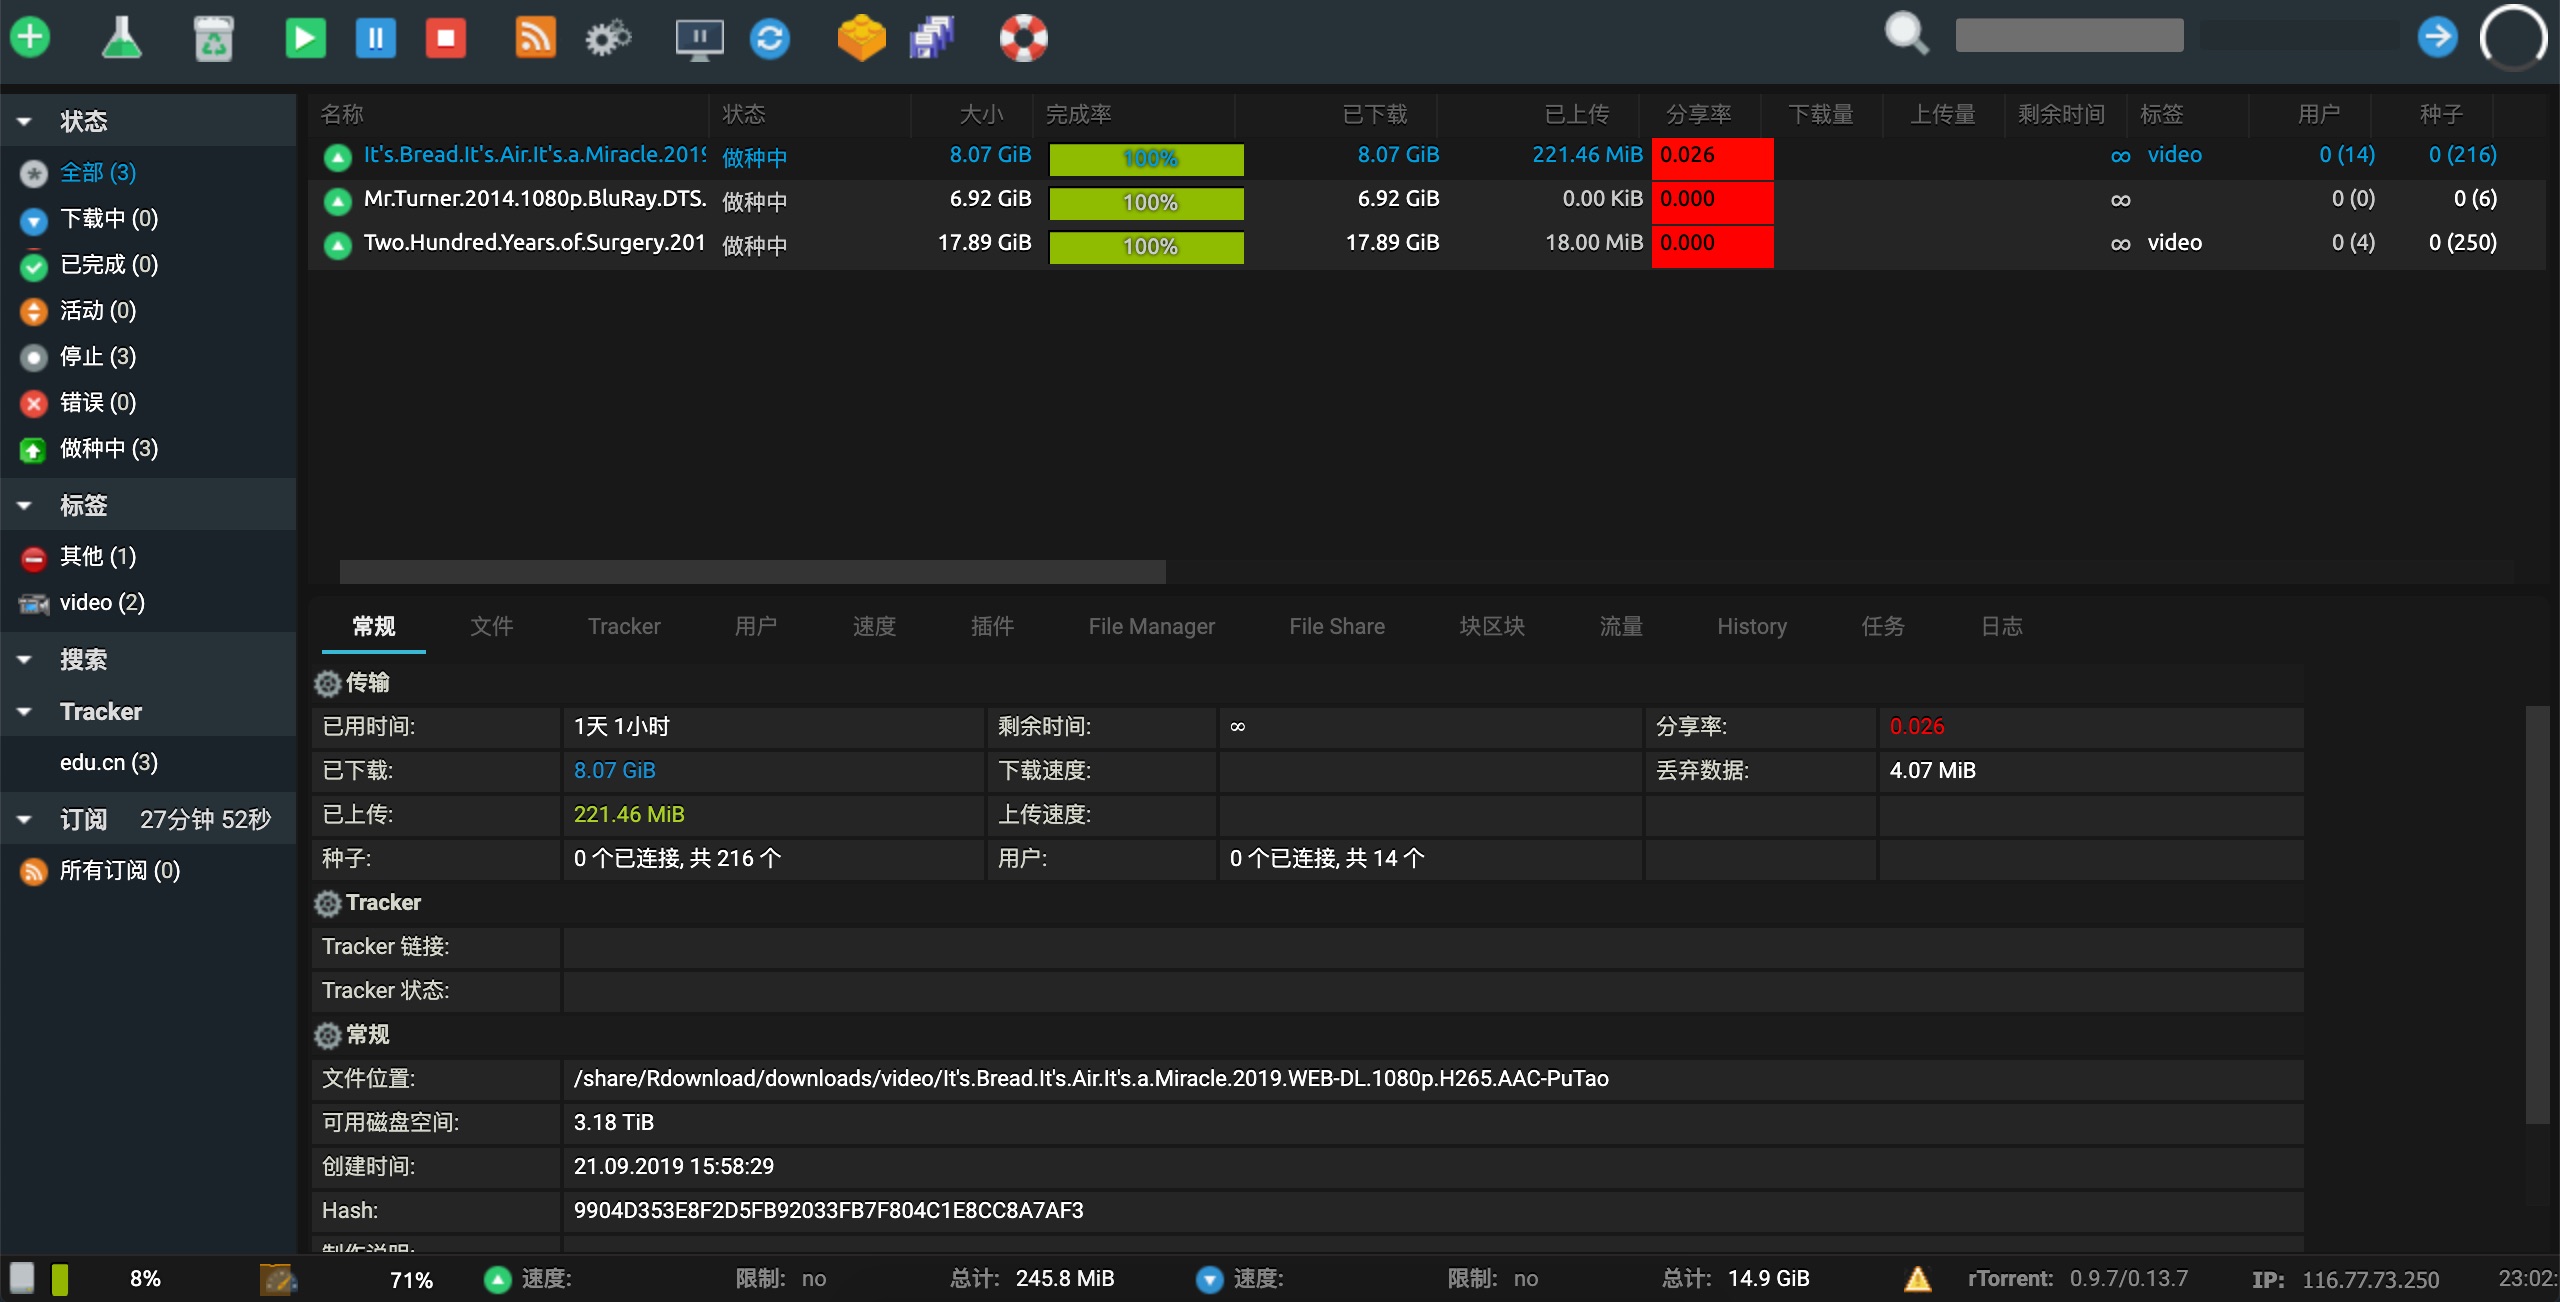 状态
全部 (3)
下载中 (0)
已完成 (0)
活动 (0)
停止 (3)
错误 (0)
做种中 (3)
标签
其他 (1)
video (2)
搜索
Tracker
edu.cn (3)
订阅 27分钟 52秒
所有订阅 (0)
名称 状态 大小 完成率 已下载 已上传 分享率 下载量 上传量 剩余时间 标签 用户 种子
It's.Bread.It's.Air.It's.a.Miracle.2019 做种中 8.07 GiB 100% 8.07 GiB 221.46 MiB 0.026 ∞ video 0 (14) 0 (216)
Mr.Turner.2014.1080p.BluRay.DTS. 做种中 6.92 GiB 100% 6.92 GiB 0.00 KiB 0.000 ∞ 0 (0) 0 (6)
Two.Hundred.Years.of.Surgery.201 做种中 17.89 GiB 100% 17.89 GiB 18.00 MiB 0.000 ∞ video 0 (4) 0 (250)
常规 文件 Tracker 用户 速度 插件 File Manager File Share 块区块 流量 History 任务 日志
传输
已用时间: 1天 1小时 剩余时间: ∞ 分享率: 0.026
已下载: 8.07 GiB 下载速度: 丢弃数据: 4.07 MiB
已上传: 221.46 MiB 上传速度:
种子: 0 个已连接, 共 216 个 用户: 0 个已连接, 共 14 个
Tracker
Tracker 链接:
Tracker 状态:
常规
文件位置: /share/Rdownload/downloads/video/It's.Bread.It's.Air.It's.a.Miracle.2019.WEB-DL.1080p.H265.AAC-PuTao
可用磁盘空间: 3.18 TiB
创建时间: 21.09.2019 15:58:29
Hash: 9904D353E8F2D5FB92033FB7F804C1E8CC8A7AF3
制作说明:
8% 71% 速度: 限制: no 总计: 245.8 MiB 速度: 限制: no 总计: 14.9 GiB rTorrent: 0.9.7/0.13.7 IP: 116.77.73.250 23:02: